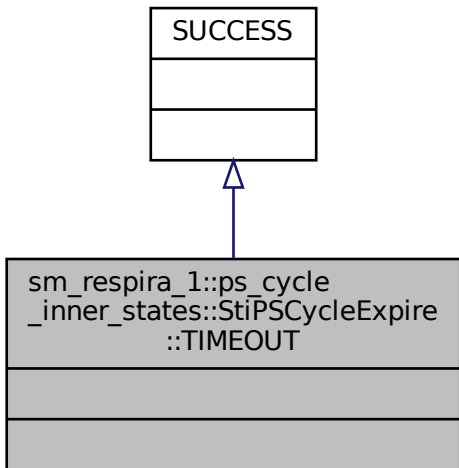 SUCCESS
sm_respira_1::ps_cycle
_inner_states::StiPSCycleExpire
::TIMEOUT